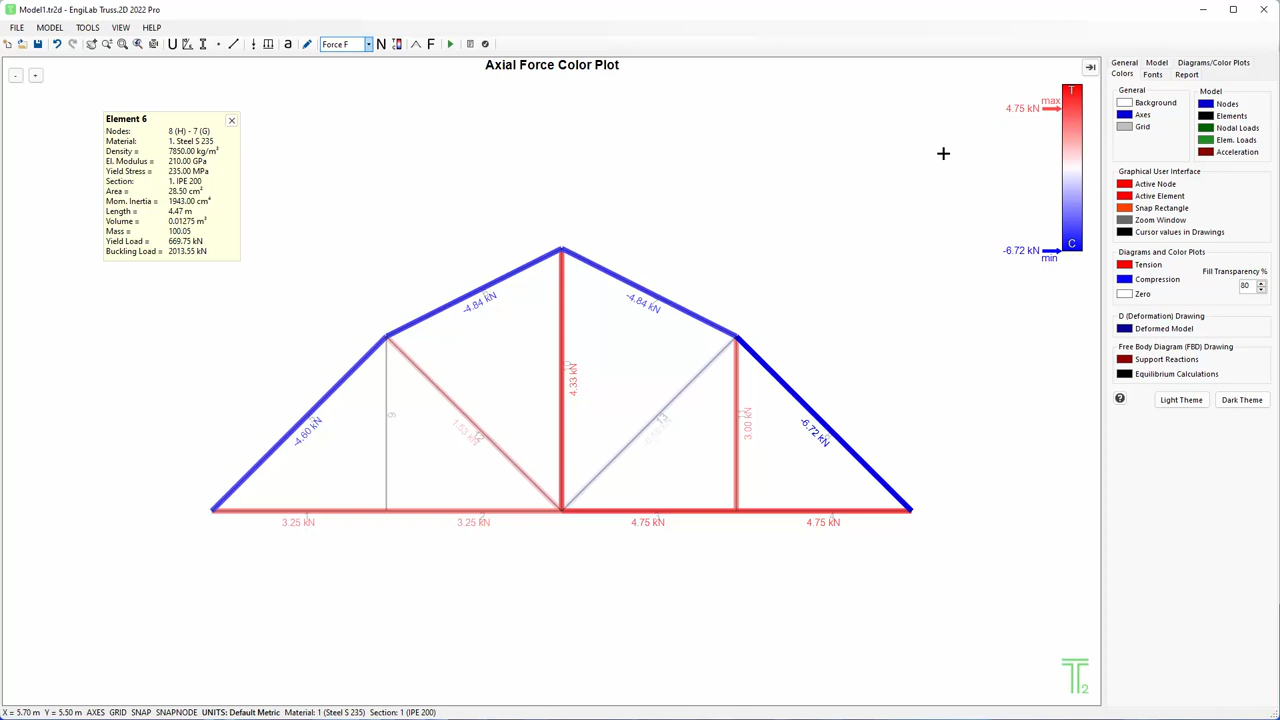 Model1.tr2d - EngiLab Truss.2D 2022 Pro
FILE MODEL TOOLS VIEW HELP
U a Force F N F
Axial Force Color Plot
- +
Element 6
Nodes: 8 (H) - 7 (G)
Material: 1. Steel S 235
Density = 7850.00 kg/m³
El. Modulus = 210.00 GPa
Yield Stress = 235.00 MPa
Section: 1. IPE 200
Area = 28.50 cm²
Mom. Inertia = 1943.00 cm⁴
Length = 4.47 m
Volume = 0.01275 m³
Mass = 100.05
Yield Load = 669.75 kN
Buckling Load = 2013.55 kN
T
max
4.75 kN
-6.72 kN
C
min
-4.84 kN
-4.84 kN
-4.60 kN
9
1.53 kN
12
4.33 kN
13
3.00 kN
-6.72 kN
3.25 kN
3.25 kN
4.75 kN
4.75 kN
T2
General Model Diagrams/Color Plots
Colors Fonts Report
General
Background
Axes
Grid
Model
Nodes
Elements
Nodal Loads
Elem. Loads
Acceleration
Graphical User Interface
Active Node
Active Element
Snap Rectangle
Zoom Window
Cursor values in Drawings
Diagrams and Color Plots
Tension
Compression
Zero
Fill Transparency %
80
D (Deformation) Drawing
Deformed Model
Free Body Diagram (FBD) Drawing
Support Reactions
Equilibrium Calculations
? Light Theme Dark Theme
X = 5.70 m Y = 5.50 m AXES GRID SNAP SNAPNODE UNITS: Default Metric Material: 1 (Steel S 235) Section: 1 (IPE 200)